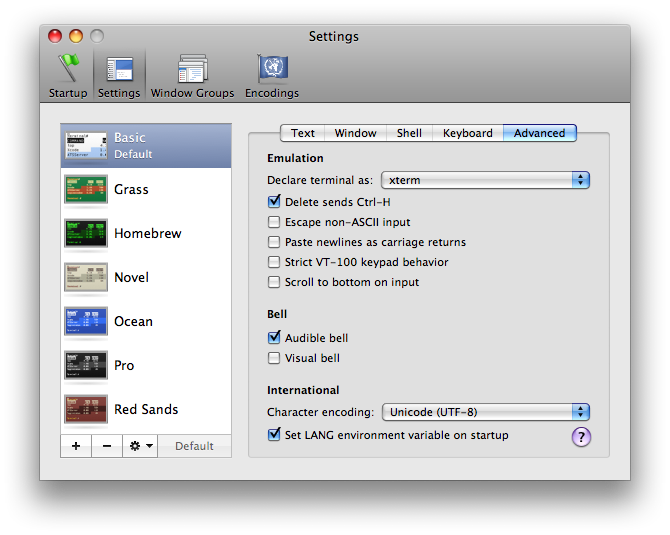 Settings
Startup Settings Window Groups Encodings
Text Window Shell Keyboard Advanced
Basic
Default
Grass
Homebrew
Novel
Ocean
Pro
Red Sands
+ − Default
Emulation
Declare terminal as: xterm
Delete sends Ctrl-H
Escape non-ASCII input
Paste newlines as carriage returns
Strict VT-100 keypad behavior
Scroll to bottom on input
Bell
Audible bell
Visual bell
International
Character encoding: Unicode (UTF-8)
Set LANG environment variable on startup ?